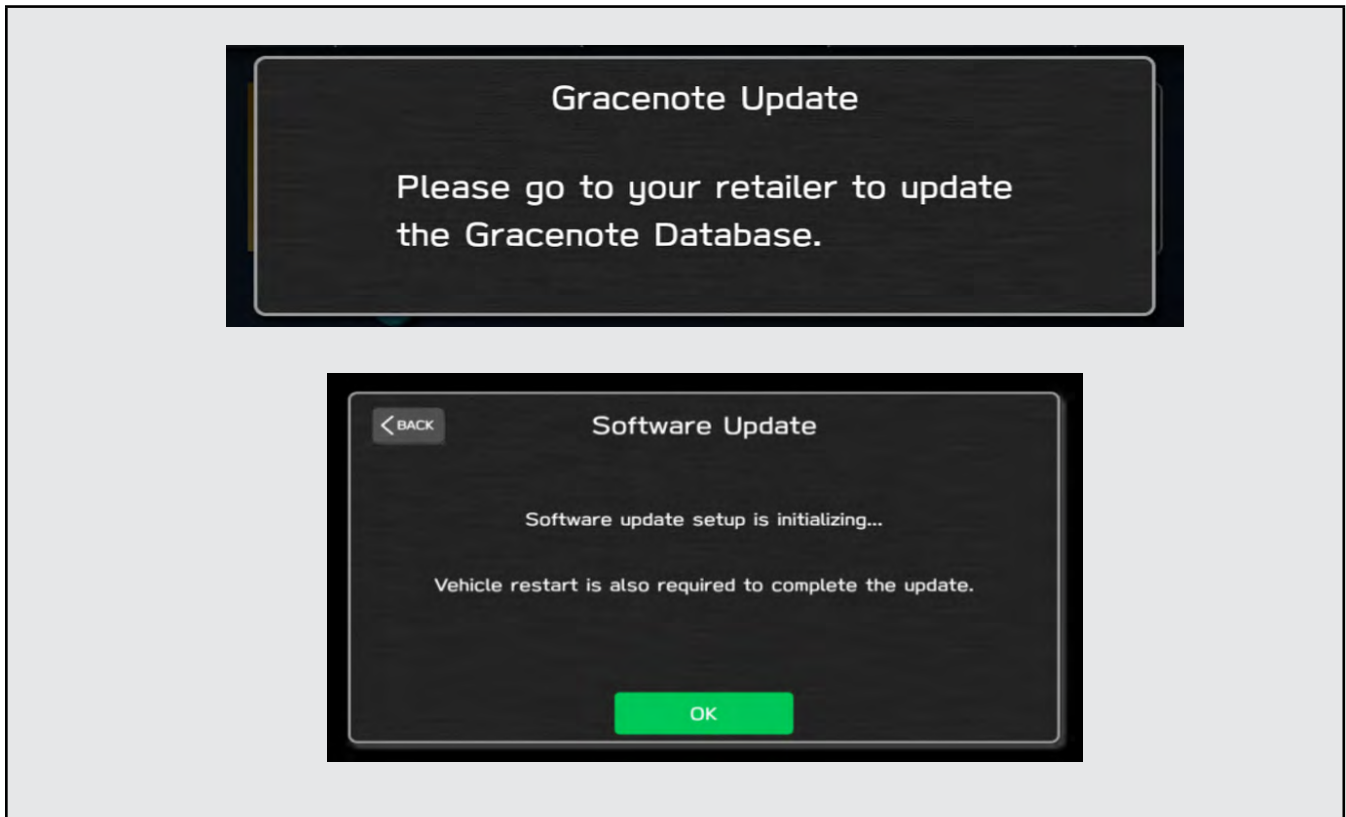 Gracenote Update
Please go to your retailer to update
the Gracenote Database.
BACK
Software Update
Software update setup is initializing...
Vehicle restart is also required to complete the update.
OK